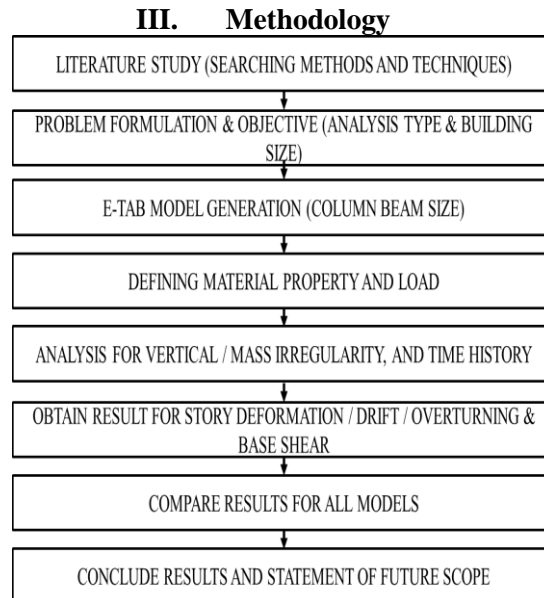 III. Methodology
LITERATURE STUDY (SEARCHING METHODS AND TECHNIQUES)
PROBLEM FORMULATION & OBJECTIVE (ANALYSIS TYPE & BUILDING
SIZE)
E-TAB MODEL GENERATION (COLUMN BEAM SIZE)
DEFINING MATERIAL PROPERTY AND LOAD
ANALYSIS FOR VERTICAL / MASS IRREGULARITY, AND TIME HISTORY
OBTAIN RESULT FOR STORY DEFORMATION / DRIFT / OVERTURNING &
BASE SHEAR
COMPARE RESULTS FOR ALL MODELS
CONCLUDE RESULTS AND STATEMENT OF FUTURE SCOPE